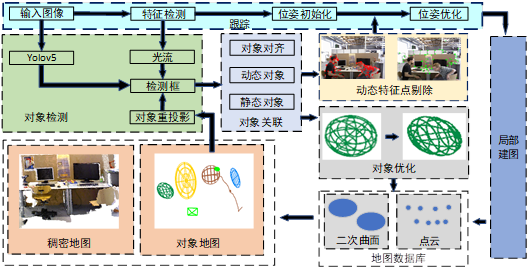 输入图像
特征检测
位姿初始化
位姿优化
跟踪
Yolov5
光流
检测框
对象检测
对象重投影
对象对齐
动态对象
静态对象
对象关联
动态特征点剔除
对象优化
局部
建图
稠密地图
对象地图
二次曲面
点云
地图数据库